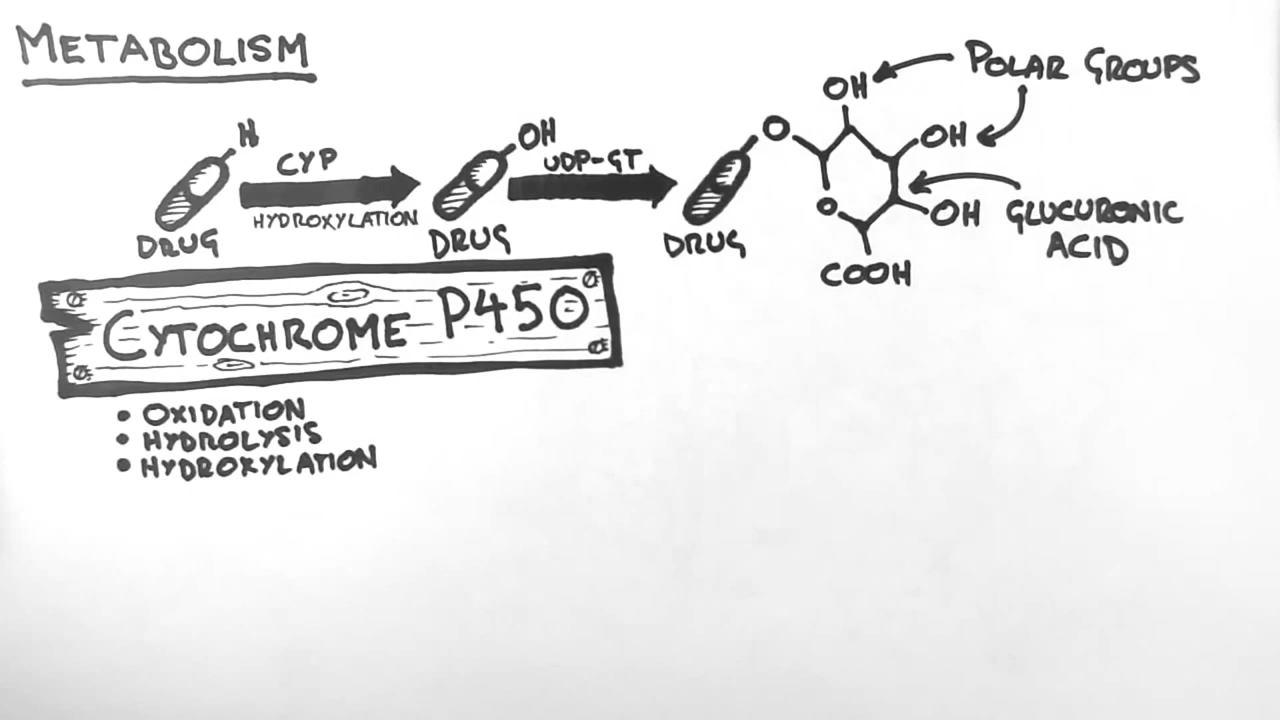 METABOLISM
H
CYP
HYDROXYLATION
DRUG
OH
UDP-GT
DRUG
DRUG
O
OH
POLAR GROUPS
OH
O
OH
GLUCURONIC
ACID
COOH
CYTOCHROME P450
• OXIDATION
• HYDROLYSIS
• HYDROXYLATION